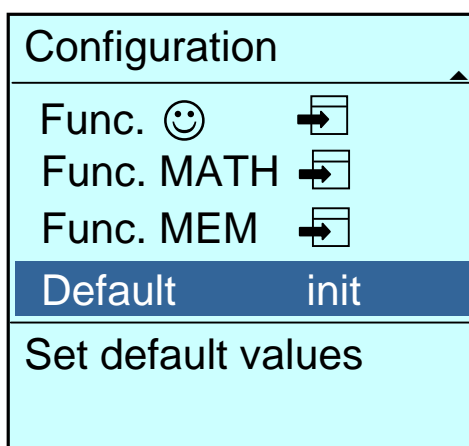 Configuration
Func. ☺
Func. MATH
Func. MEM
Default init
Set default values